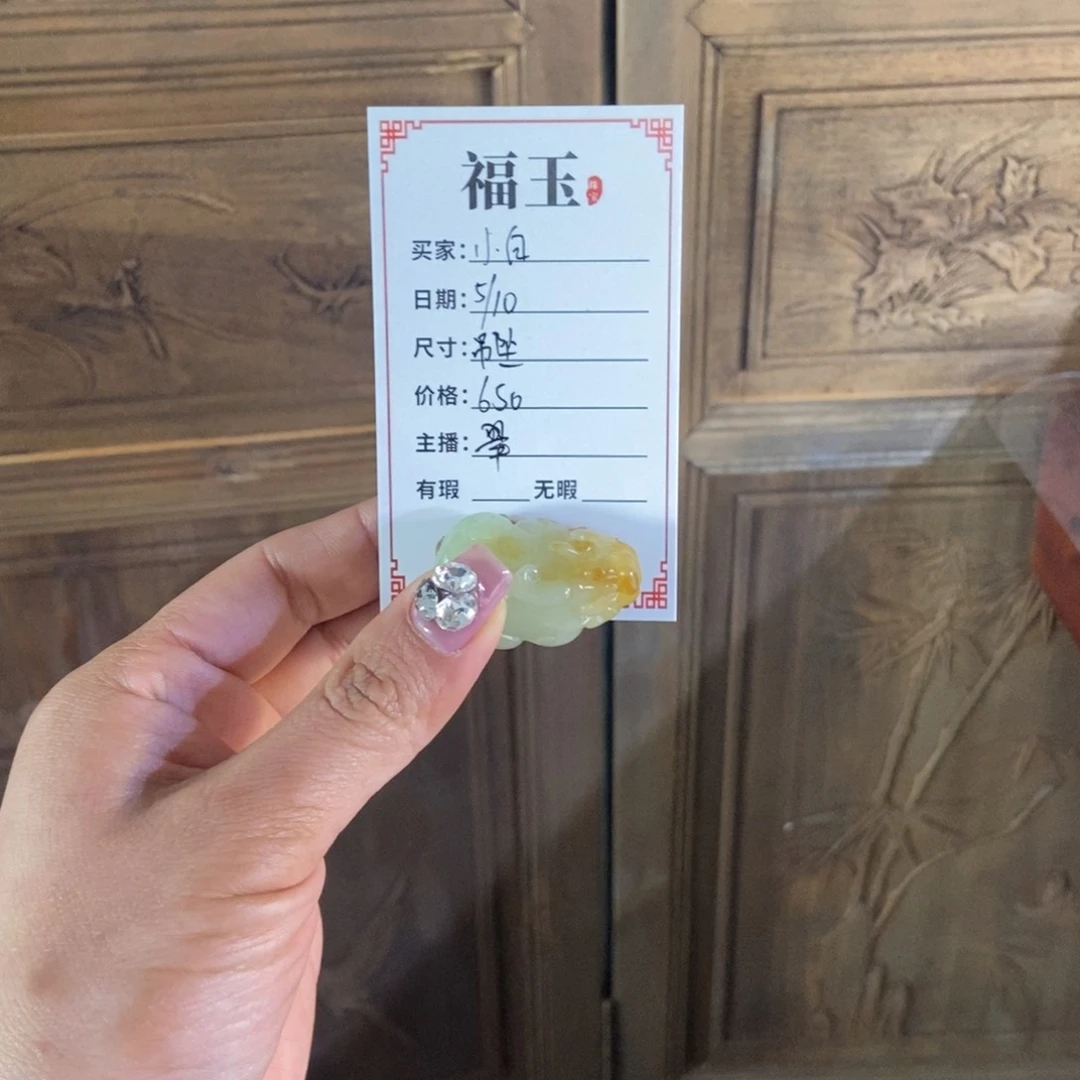 福玉
买家：小白
日期：5/10
尺寸：吊坠
价格：650
主播：翠
有瑕 无暇